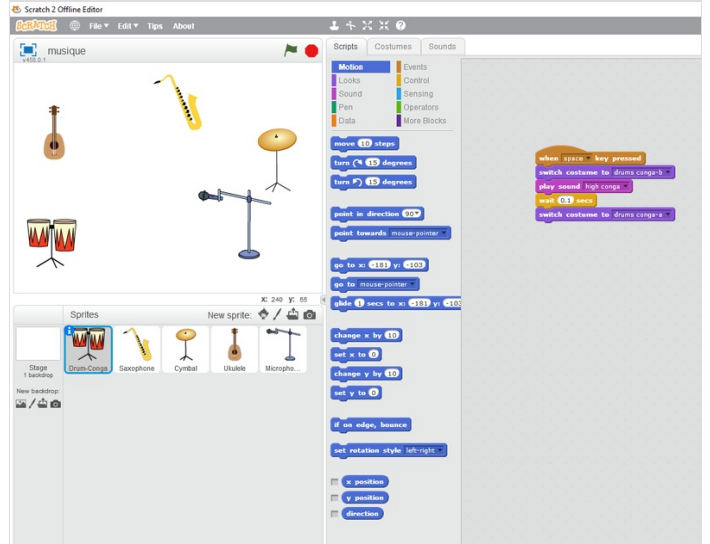 Scratch 2 Offline Editor
SCRATCH File Edit Tips About
musique
v456.0.1
Scripts Costumes Sounds
Motion Events
Looks Control
Sound Sensing
Pen Operators
Data More Blocks
move 10 steps
turn 15 degrees
turn 15 degrees
point in direction 90
point towards mouse-pointer
go to x: -181 y: -103
go to mouse-pointer
glide 1 secs to x: -181 y: -103
change x by 10
set x to 0
change y by 10
set y to 0
if on edge, bounce
set rotation style left-right
x position
y position
direction
when space key pressed
switch costume to drums conga-b
play sound high conga
wait 0.1 secs
switch costume to drums conga-a
X: 240 y: 55
Sprites New sprite:
Stage
1 backdrop
New backdrop:
Drum-Conga Saxophone Cymbal Ukulele Micropho...